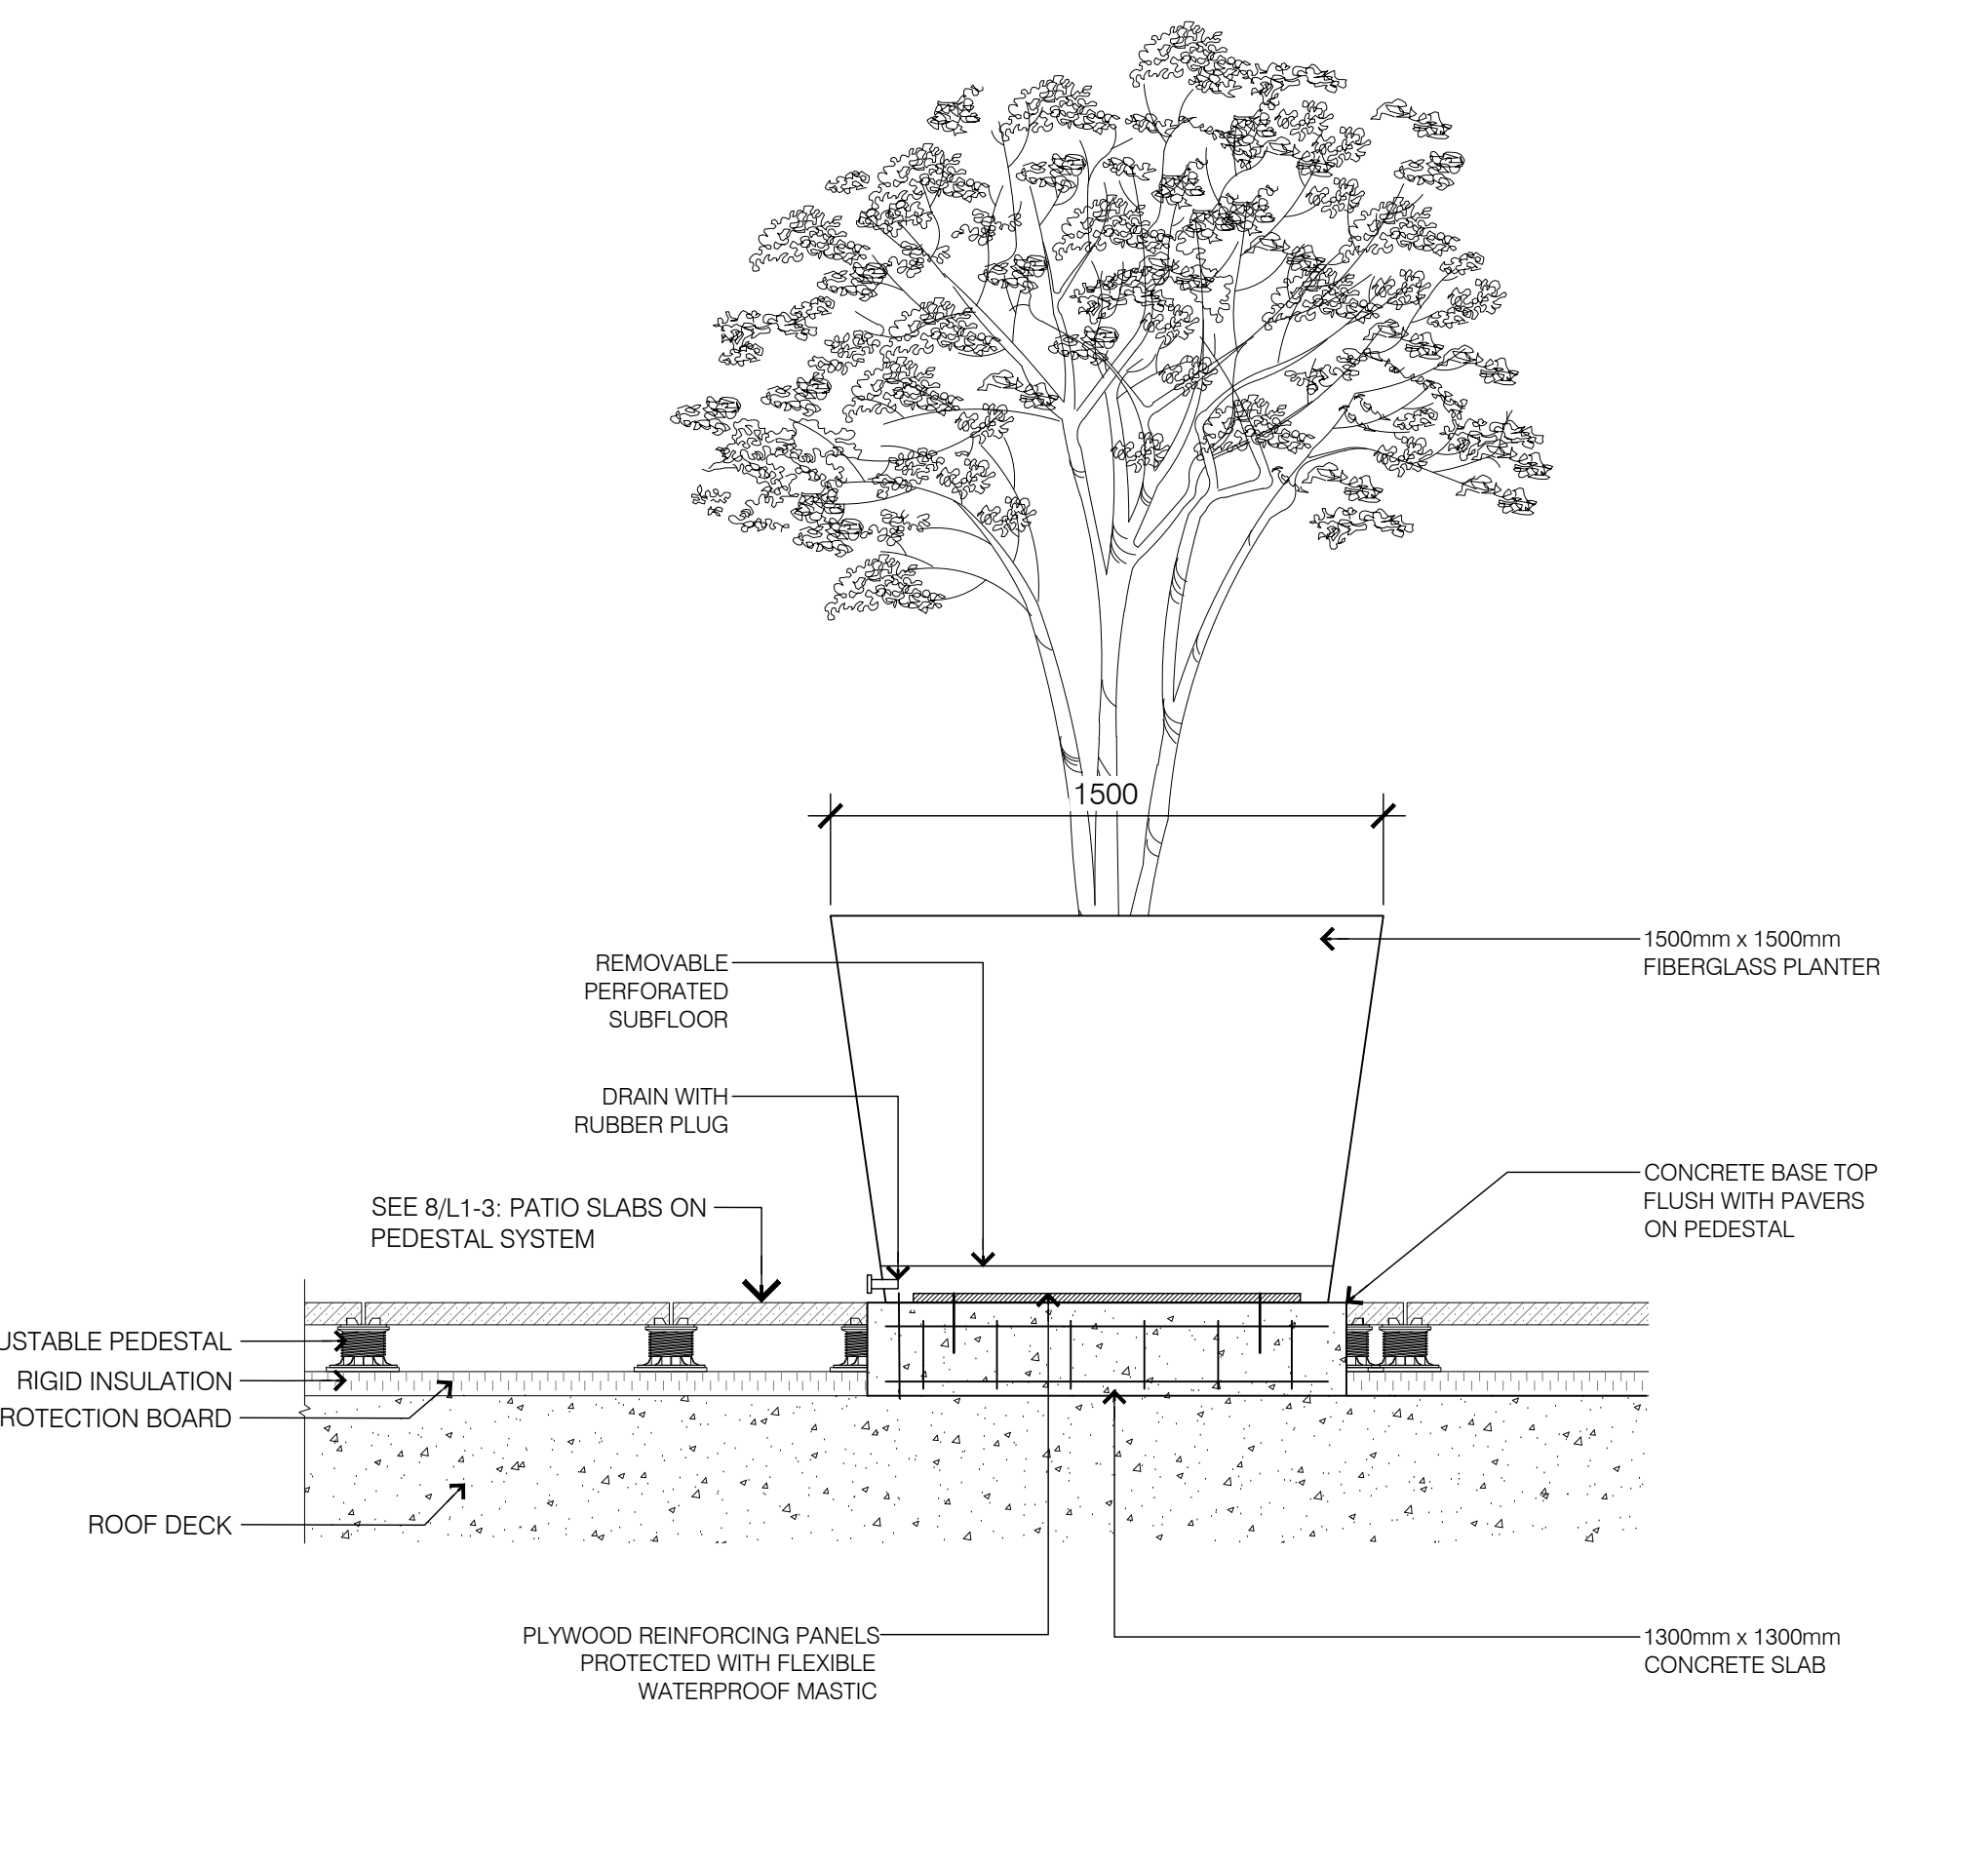 1500
1500mm x 1500mm
FIBERGLASS PLANTER
REMOVABLE
PERFORATED
SUBFLOOR
DRAIN WITH
RUBBER PLUG
CONCRETE BASE TOP
FLUSH WITH PAVERS
ON PEDESTAL
SEE 8/L1-3: PATIO SLABS ON
PEDESTAL SYSTEM
USTABLE PEDESTAL
RIGID INSULATION
ROTECTION BOARD
ROOF DECK
PLYWOOD REINFORCING PANELS
PROTECTED WITH FLEXIBLE
WATERPROOF MASTIC
1300mm x 1300mm
CONCRETE SLAB